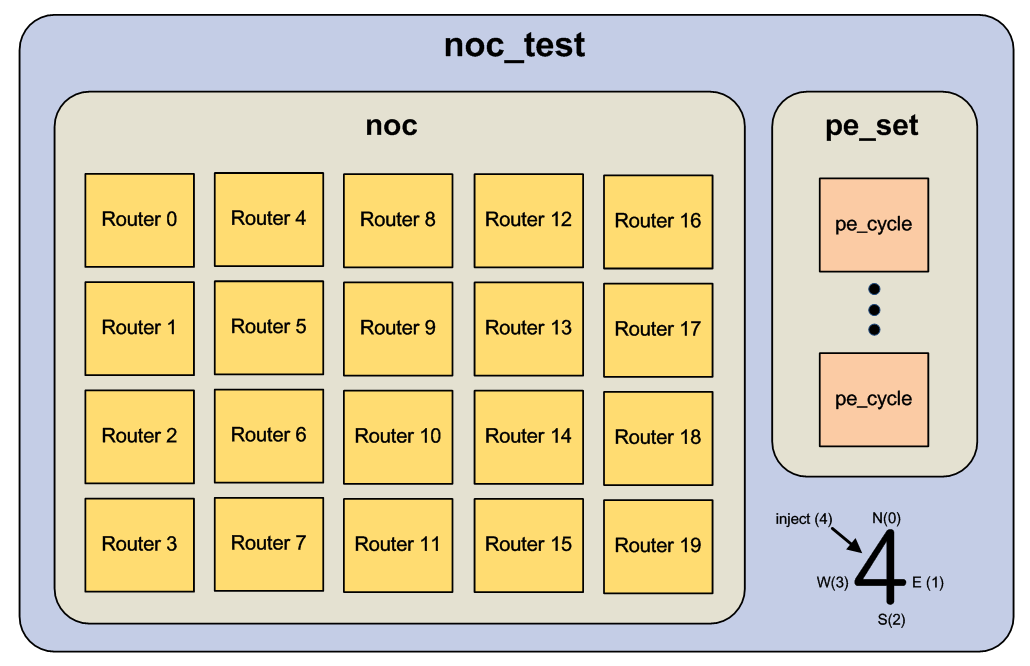 noc_test
noc
pe_set
Router 0
Router 4
Router 8
Router 12
Router 16
pe_cycle
Router 1
Router 5
Router 9
Router 13
Router 17
Router 2
Router 6
Router 10
Router 14
Router 18
pe_cycle
Router 3
Router 7
Router 11
Router 15
Router 19
inject (4)
N(0)
W(3)
E (1)
S(2)